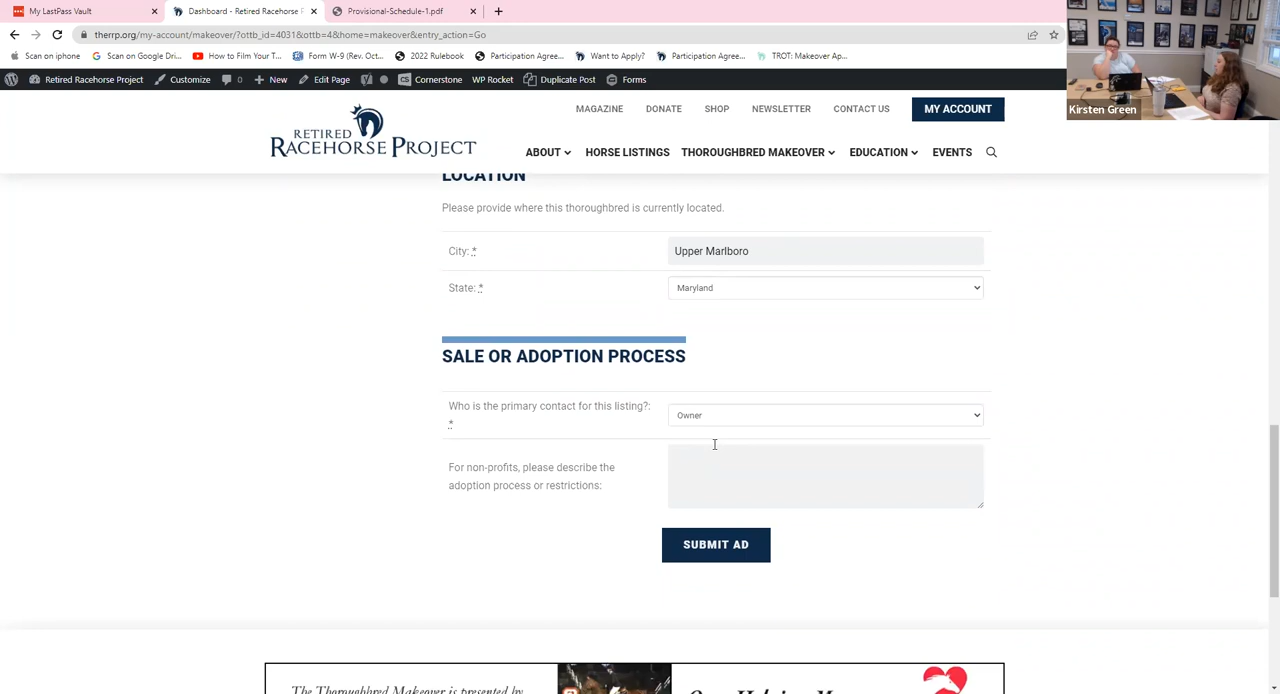 My LastPass Vault
Dashboard - Retired Racehorse F
Provisional-Schedule-1.pdf
therrp.org/my-account/makeover/?ottb_id=4031&ottb=4&home=makeover&entry_action=Go
Scan on iphone
Scan on Google Dri...
How to Film Your T...
Form W-9 (Rev. Oct...
2022 Rulebook
Participation Agree...
Want to Apply?
Participation Agree...
TROT: Makeover Ap...
Retired Racehorse Project
Customize
0
New
Edit Page
CS Cornerstone
WP Rocket
Duplicate Post
Forms
Kirsten Green
RETIRED
RACEHORSE PROJECT
MAGAZINE
DONATE
SHOP
NEWSLETTER
CONTACT US
MY ACCOUNT
ABOUT
HORSE LISTINGS
THOROUGHBRED MAKEOVER
EDUCATION
EVENTS
LOCATION
Please provide where this thoroughbred is currently located.
City: *
Upper Marlboro
State: *
Maryland
SALE OR ADOPTION PROCESS
Who is the primary contact for this listing?:
*
Owner
For non-profits, please describe the
adoption process or restrictions:
SUBMIT AD
The Thoroughbred Makeover is presented by